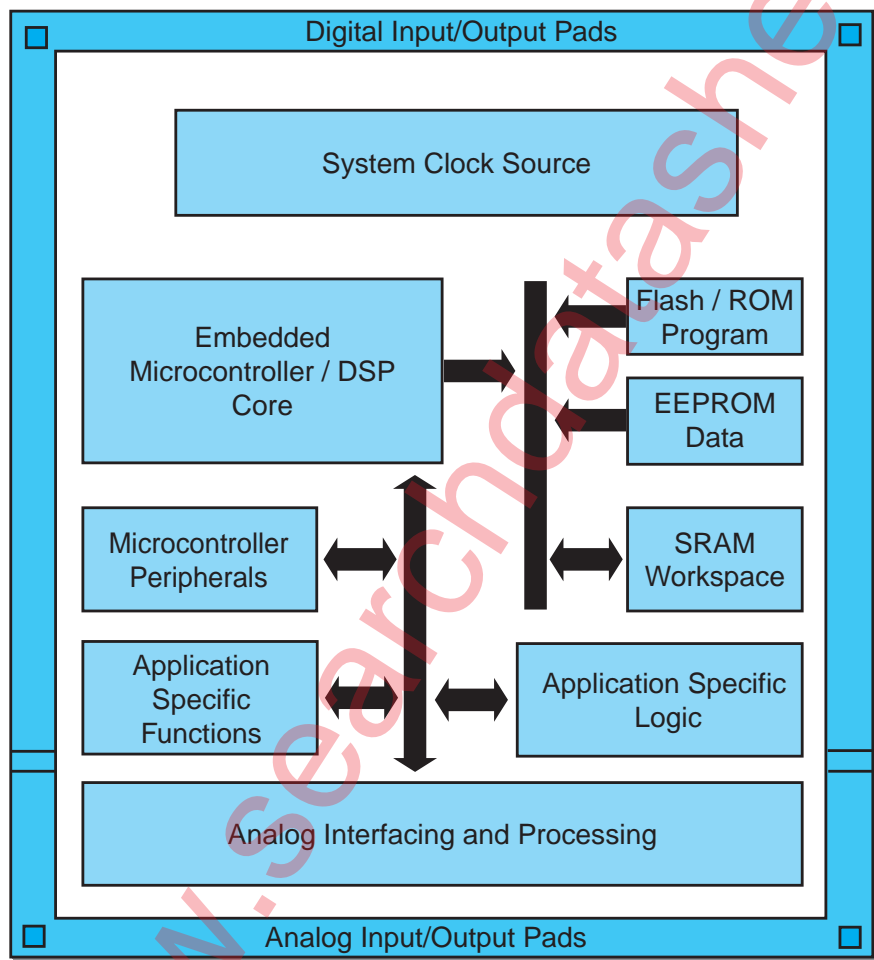 Digital Input/Output Pads
System Clock Source
Embedded
Microcontroller / DSP
Core
Flash / ROM
Program
EEPROM
Data
Microcontroller
Peripherals
SRAM
Workspace
Application
Specific
Functions
Application Specific
Logic
Analog Interfacing and Processing
Analog Input/Output Pads
w.searchdatashe